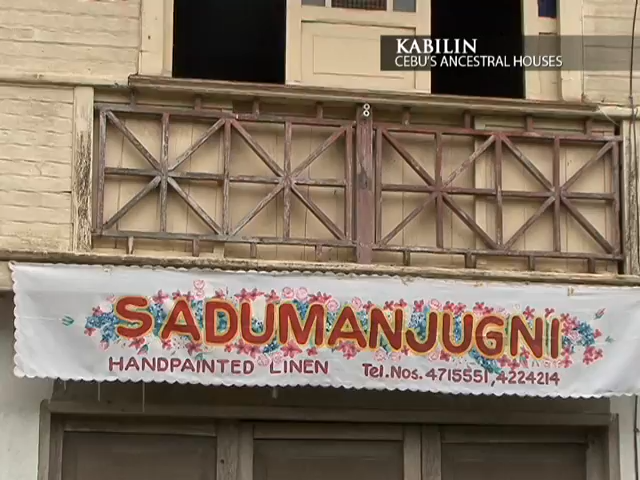 KABILIN
CEBU'S ANCESTRAL HOUSES
SADUMANJUGNI
HANDPAINTED LINEN Tel.Nos. 4715551, 4224214